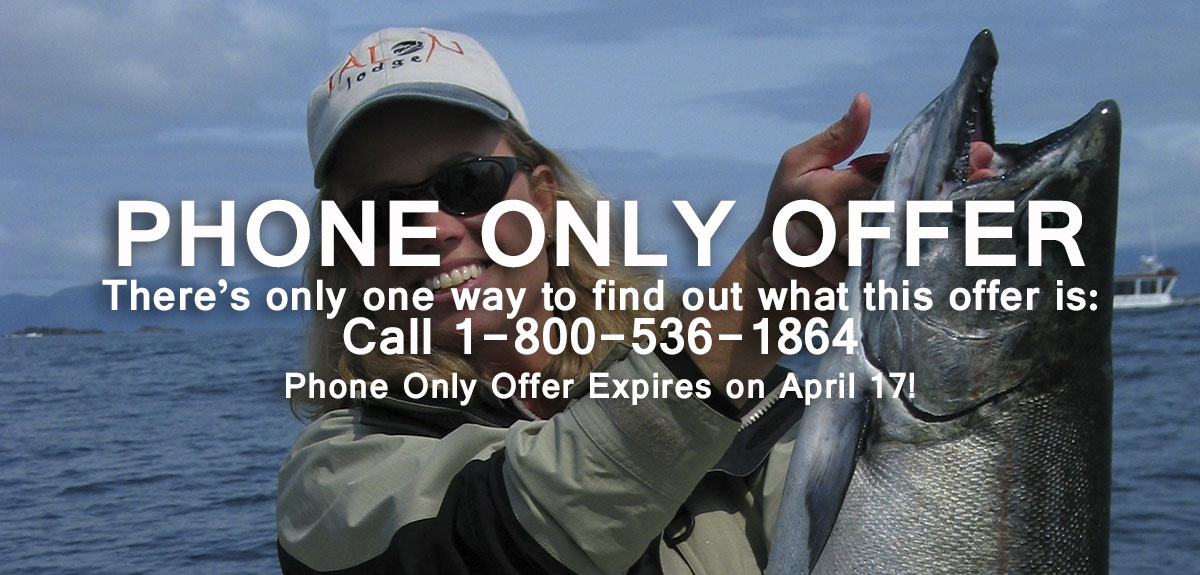 TALON
lodge
PHONE ONLY OFFER
There's only one way to find out what this offer is:
Call 1-800-536-1864
Phone Only Offer Expires on April 17!